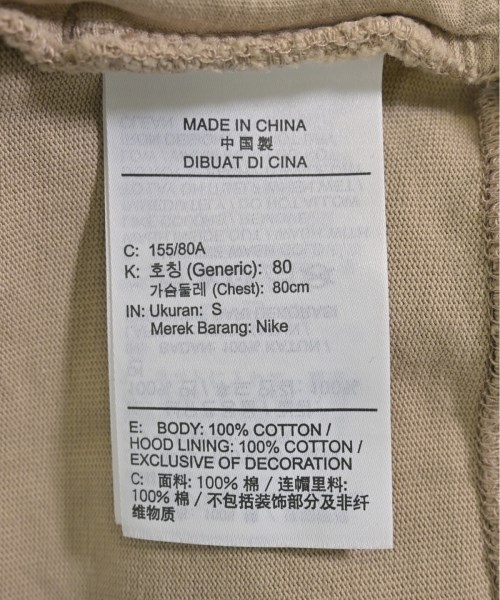 MADE IN CHINA
中国製
DIBUAT DI CINA
C: 155/80A
K: 호칭 (Generic): 80
가슴둘레 (Chest): 80cm
IN: Ukuran: S
Merek Barang: Nike
E: BODY: 100% COTTON /
HOOD LINING: 100% COTTON /
EXCLUSIVE OF DECORATION
C: 面料: 100% 棉 / 连帽里料:
100% 棉 / 不包括装饰部分及非纤
维物质